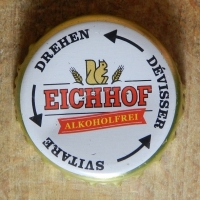 DREHEN
DÉVISSER
EICHHOF
ALKOHOLFREI
SVITARE